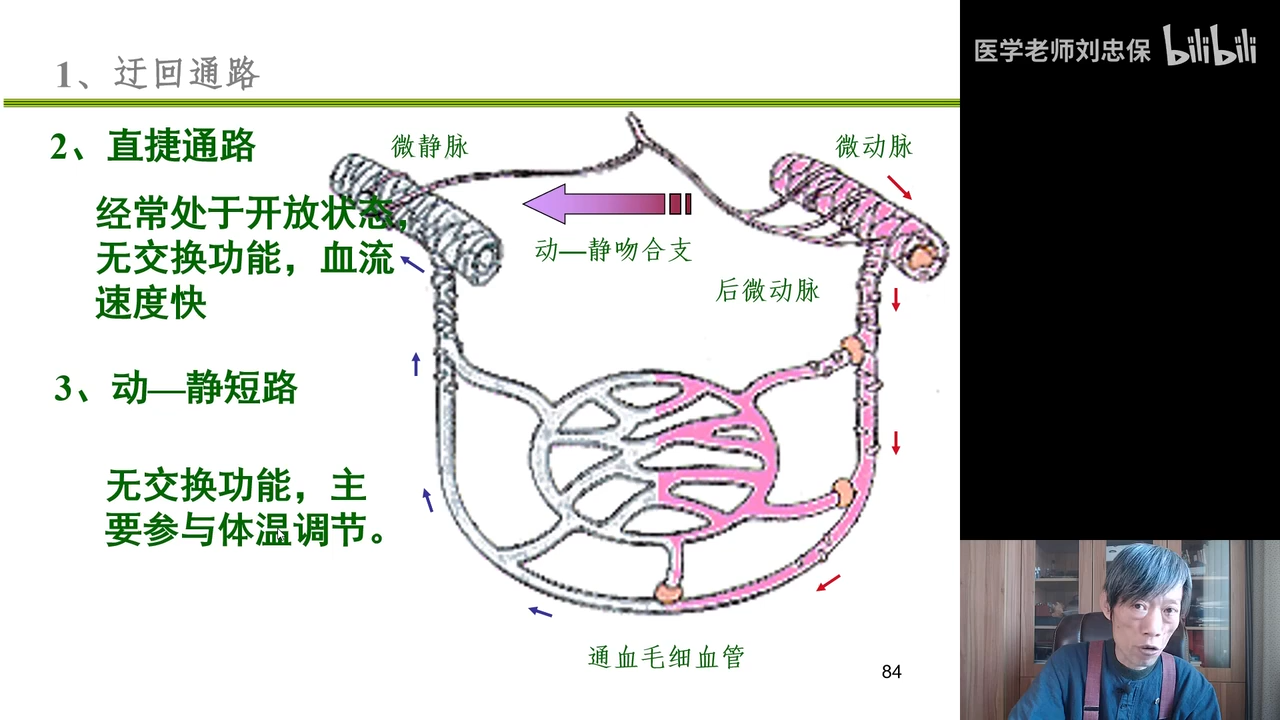 1、迂回通路
医学老师刘忠保 bilibili
2、直捷通路
微静脉
微动脉
经常处于开放状态，
无交换功能，血流
速度快
动—静吻合支
后微动脉
3、动—静短路
无交换功能，主
要参与体温调节。
通血毛细血管
84